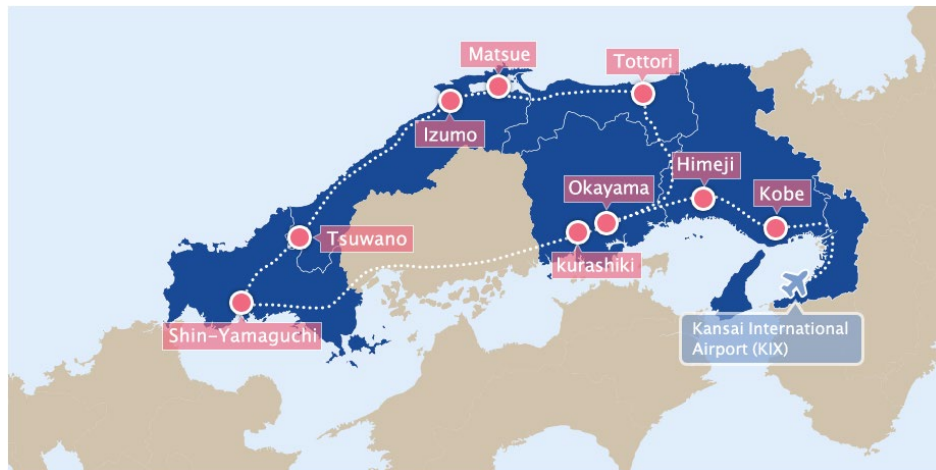 Matsue
Tottori
Izumo
Himeji
Okayama
Kobe
Tsuwano
kurashiki
Shin-Yamaguchi
Kansai International
Airport (KIX)